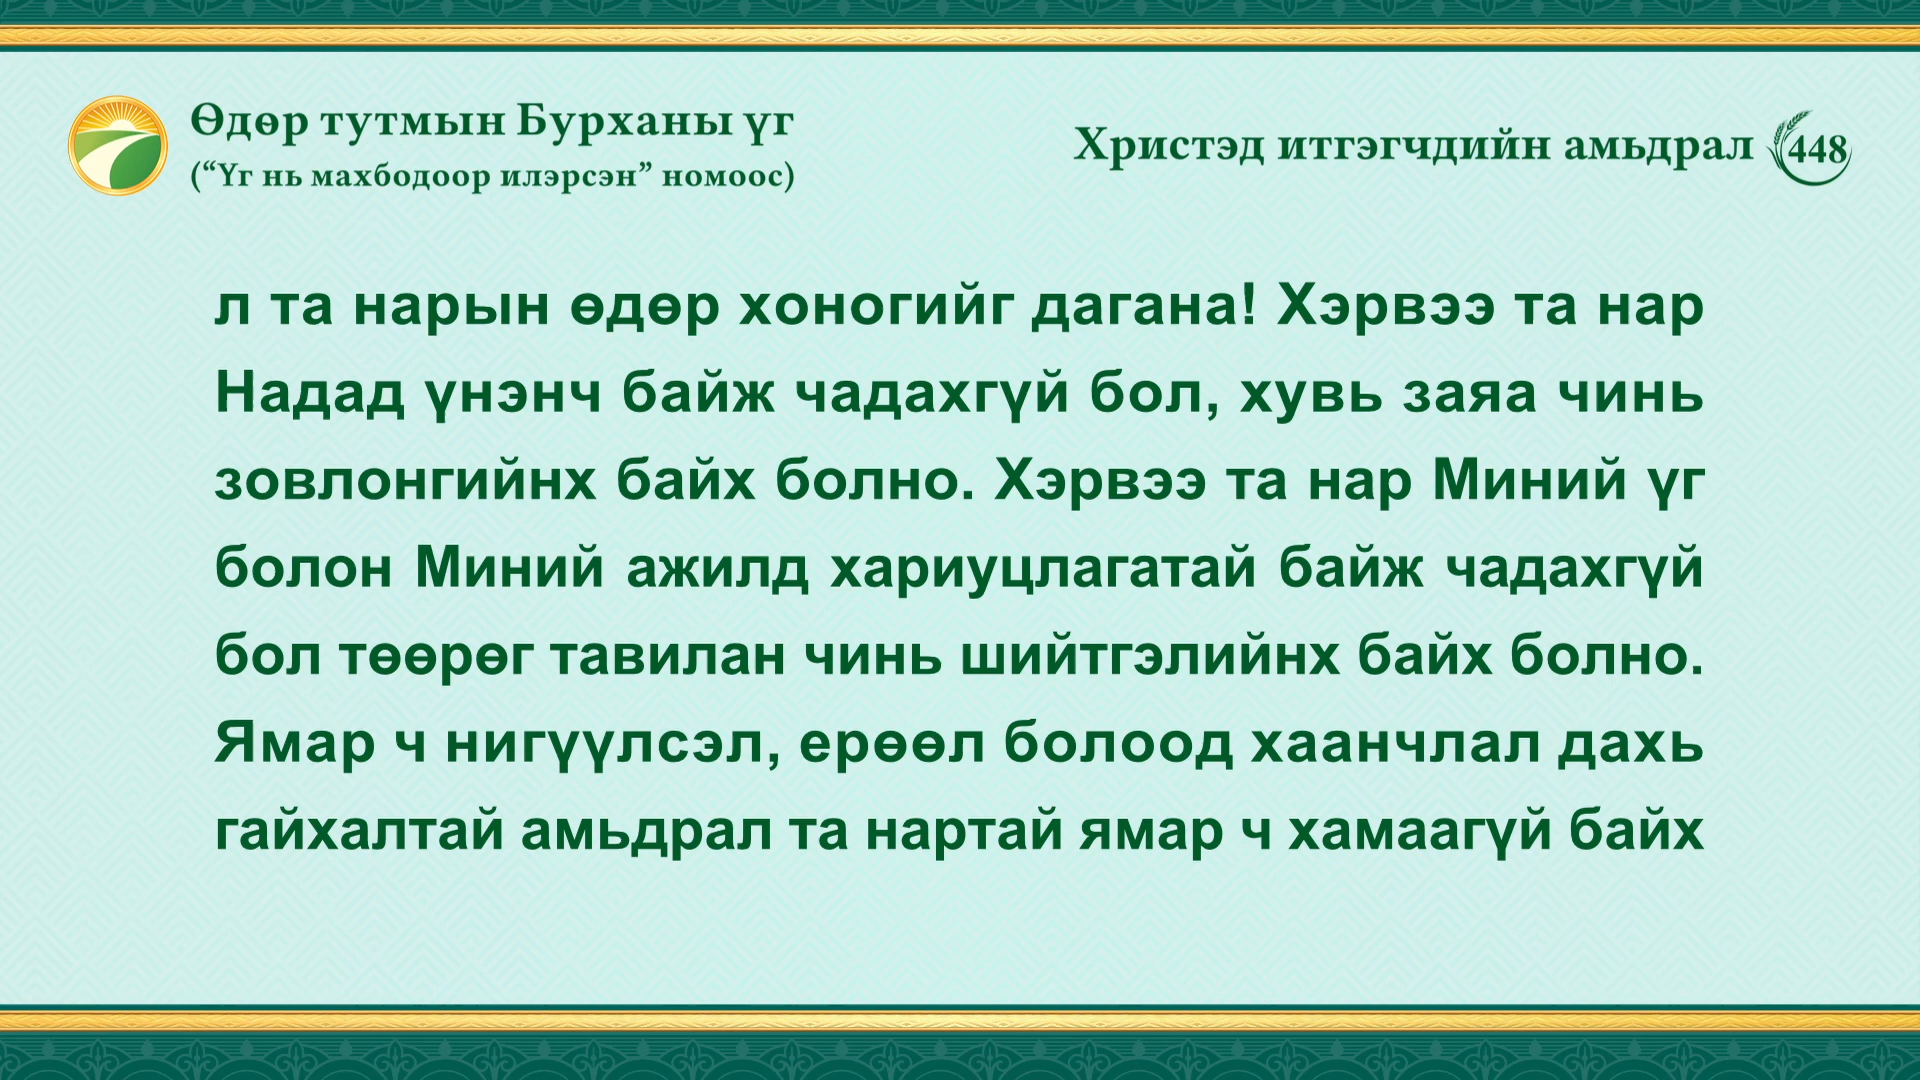 Өдөр тутмын Бурханы үг
(“Үг нь махбодоор илэрсэн” номоос)
Христэд итгэгчдийн амьдрал 448
л та нарын өдөр хоногийг дагана! Хэрвээ та нар
Надад үнэнч байж чадахгүй бол, хувь заяа чинь
зовлонгийнх байх болно. Хэрвээ та нар Миний үг
болон Миний ажилд хариуцлагатай байж чадахгүй
бол төөрөг тавилан чинь шийтгэлийнх байх болно.
Ямар ч нигүүлсэл, ерөөл болоод хаанчлал дахь
гайхалтай амьдрал та нартай ямар ч хамаагүй байх